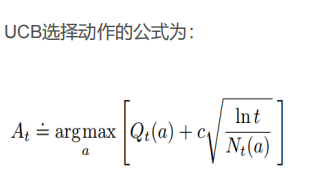 UCB选择动作的公式为：
A_t ≐ argmax_a [ Q_t(a) + c √( ln t / N_t(a) ) ]